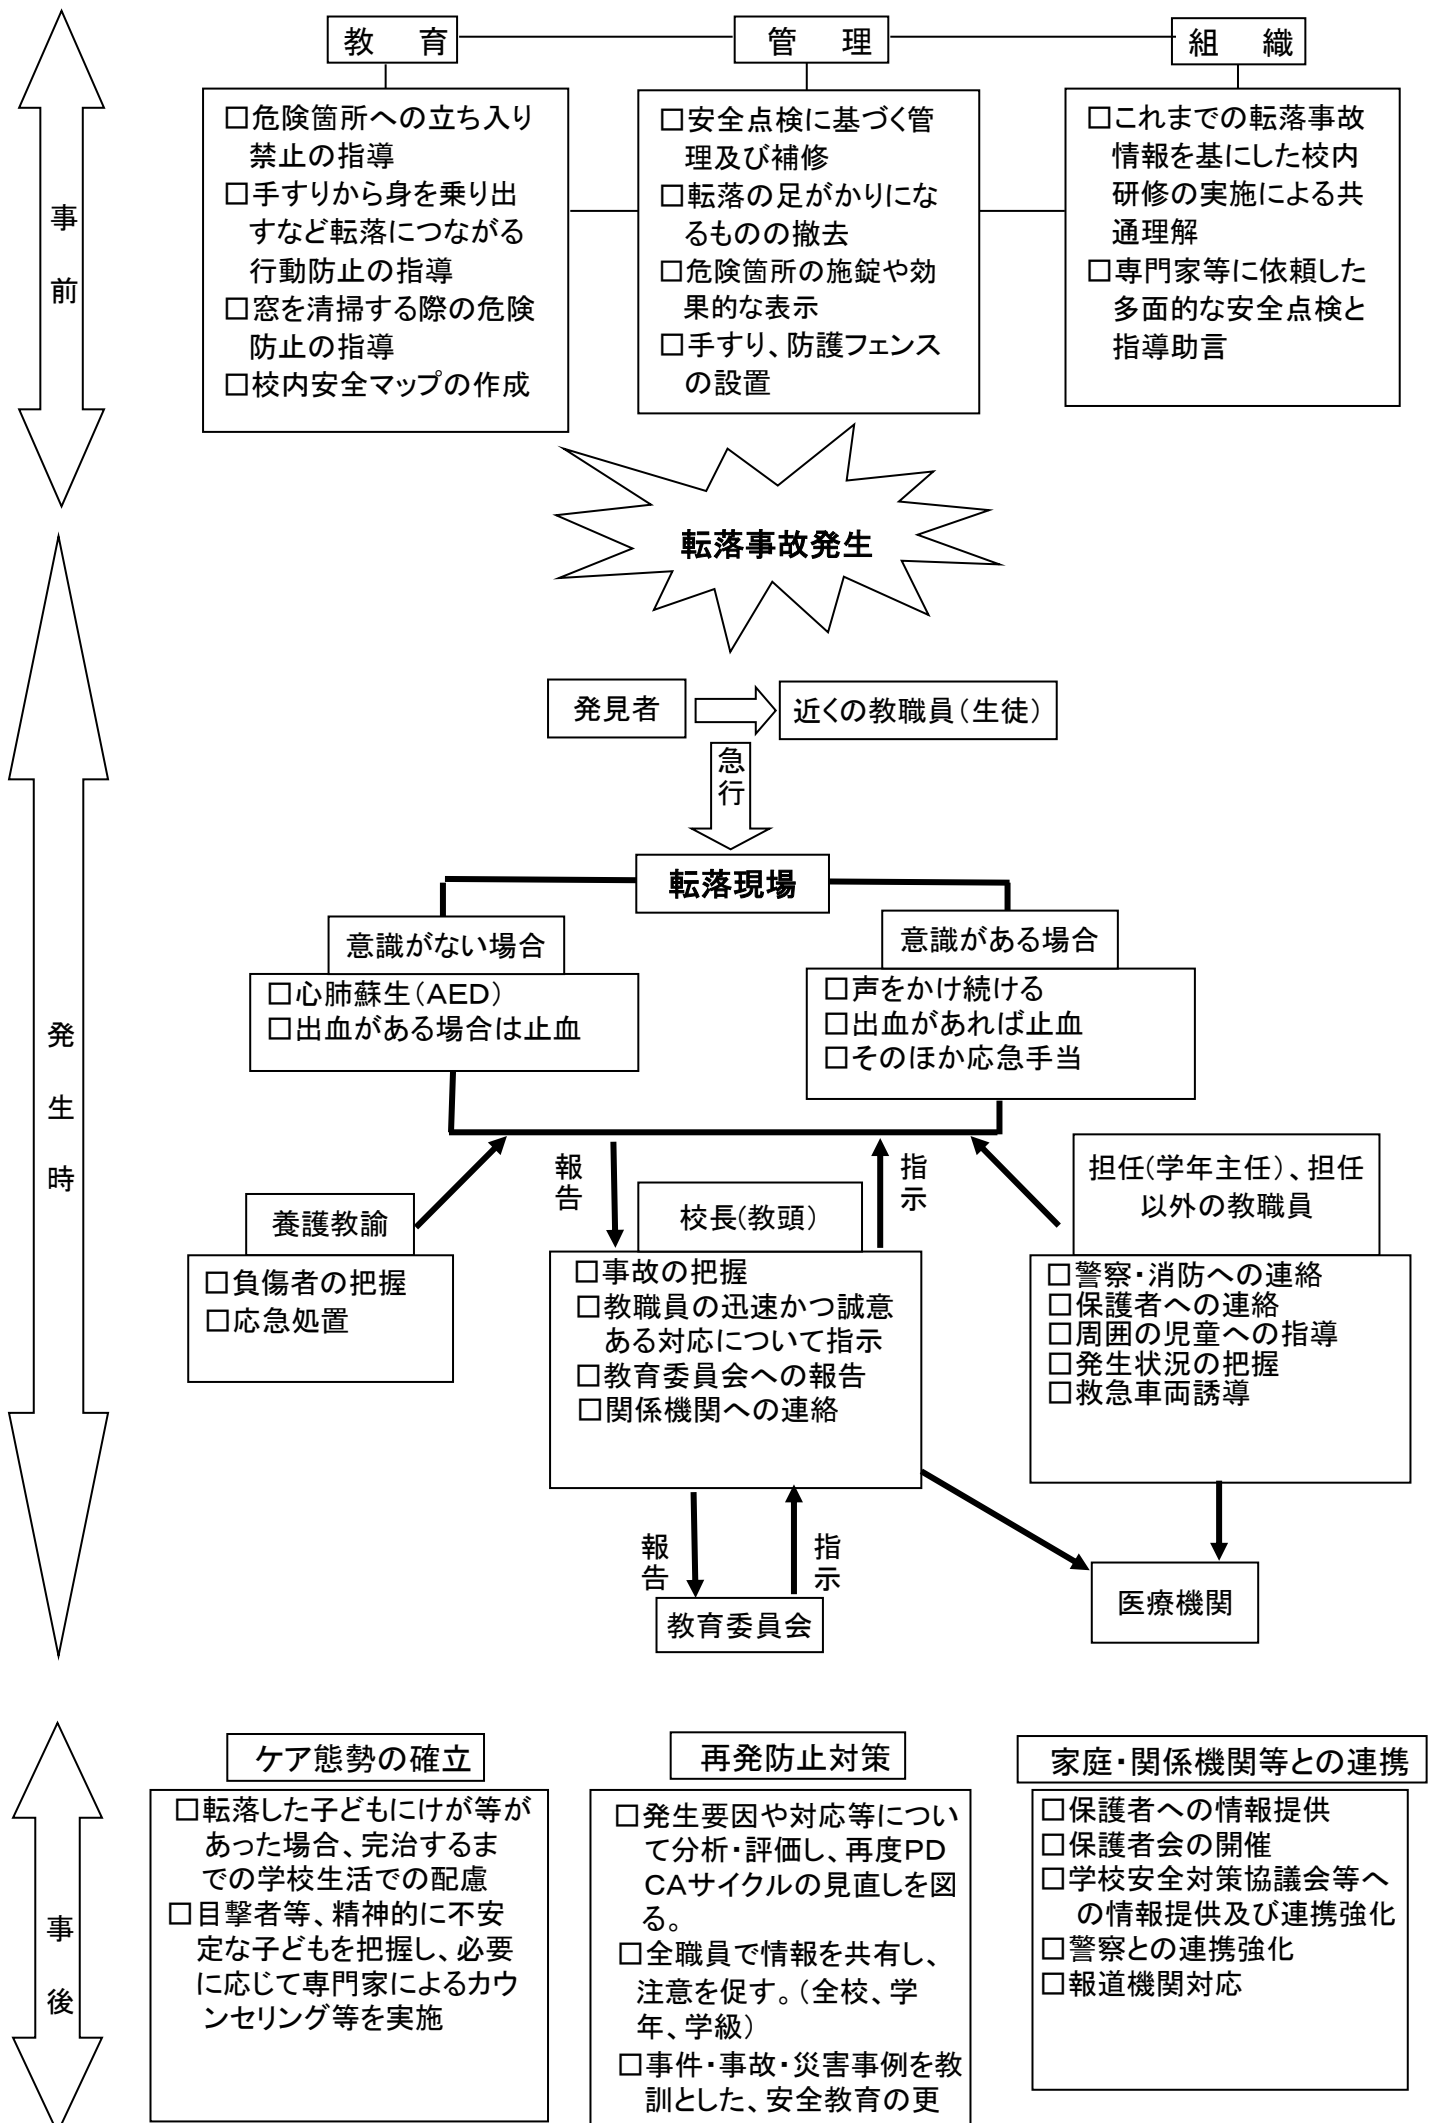 教　育
管　理
組　織
事前
□危険箇所への立ち入り
禁止の指導
□手すりから身を乗り出
すなど転落につながる
行動防止の指導
□窓を清掃する際の危険
防止の指導
□校内安全マップの作成
□安全点検に基づく管
理及び補修
□転落の足がかりにな
るものの撤去
□危険箇所の施錠や効
果的な表示
□手すり、防護フェンス
の設置
□これまでの転落事故
情報を基にした校内
研修の実施による共
通理解
□専門家等に依頼した
多面的な安全点検と
指導助言
転落事故発生
発生時
発見者
近くの教職員（生徒）
急行
転落現場
意識がない場合
□心肺蘇生（AED）
□出血がある場合は止血
意識がある場合
□声をかけ続ける
□出血があれば止血
□そのほか応急手当
報告
指示
養護教諭
□負傷者の把握
□応急処置
校長(教頭）
□事故の把握
□教職員の迅速かつ誠意
ある対応について指示
□教育委員会への報告
□関係機関への連絡
担任(学年主任)、担任
以外の教職員
□警察・消防への連絡
□保護者への連絡
□周囲の児童への指導
□発生状況の把握
□救急車両誘導
報告
指示
教育委員会
医療機関
事後
ケア態勢の確立
□転落した子どもにけが等が
あった場合、完治するま
での学校生活での配慮
□目撃者等、精神的に不安
定な子どもを把握し、必要
に応じて専門家によるカウ
ンセリング等を実施
再発防止対策
□発生要因や対応等につい
て分析・評価し、再度PD
CAサイクルの見直しを図
る。
□全職員で情報を共有し、
注意を促す。（全校、学
年、学級）
□事件・事故・災害事例を教
訓とした、安全教育の更
家庭・関係機関等との連携
□保護者への情報提供
□保護者会の開催
□学校安全対策協議会等へ
の情報提供及び連携強化
□警察との連携強化
□報道機関対応